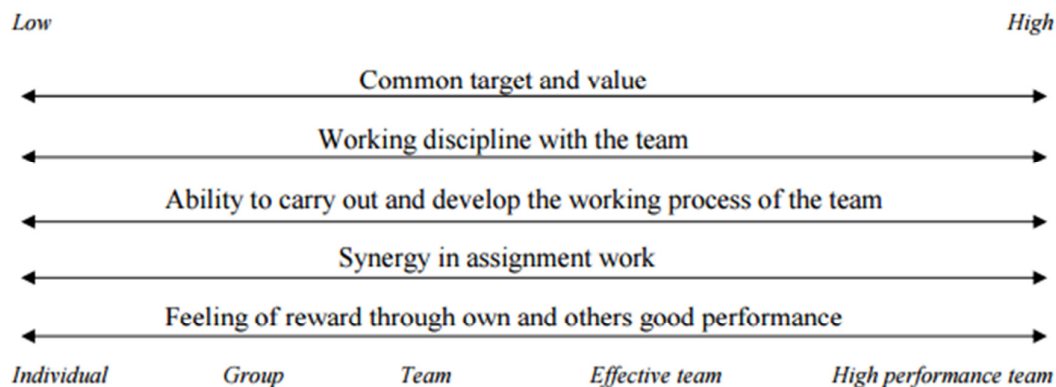 Low High
Common target and value
Working discipline with the team
Ability to carry out and develop the working process of the team
Synergy in assignment work
Feeling of reward through own and others good performance
Individual Group Team Effective team High performance team